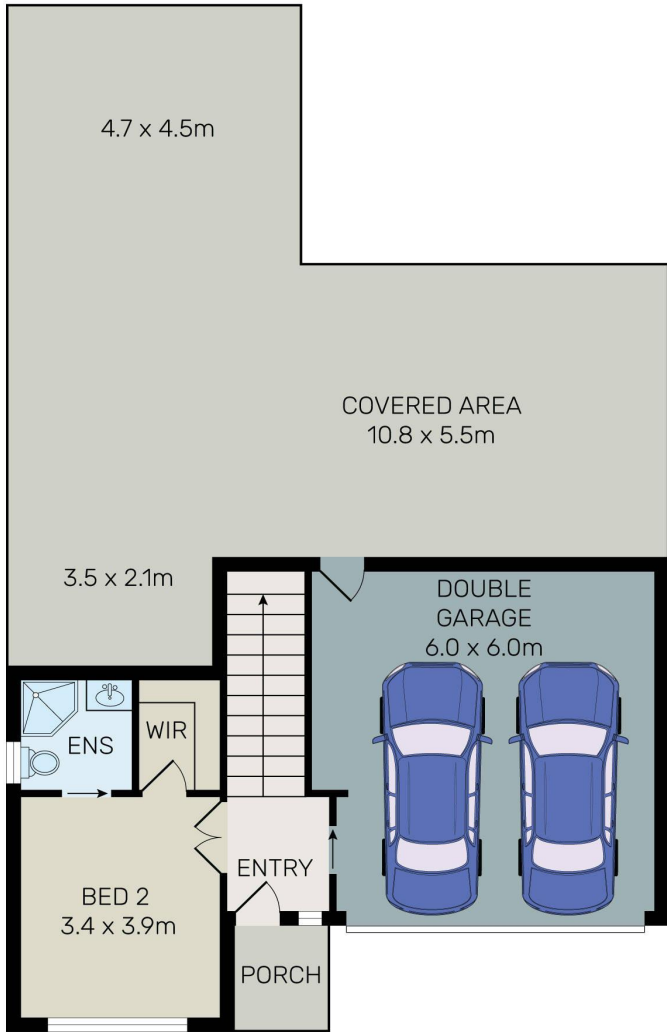 4.7 x 4.5m
COVERED AREA
10.8 x 5.5m
3.5 x 2.1m
DOUBLE
GARAGE
6.0 x 6.0m
ENS
WIR
ENTRY
BED 2
3.4 x 3.9m
PORCH